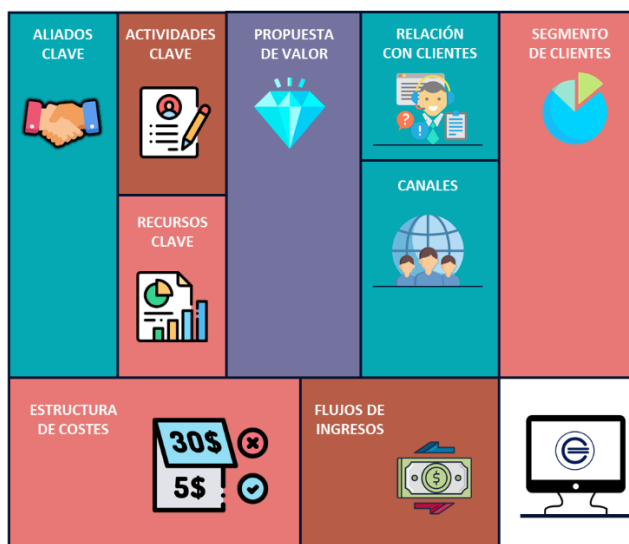 ALIADOS
CLAVE
ACTIVIDADES
CLAVE
PROPUESTA
DE VALOR
RELACIÓN
CON CLIENTES
SEGMENTO
DE CLIENTES
?
!
CANALES
RECURSOS
CLAVE
ESTRUCTURA
DE COSTES
30$
5$
FLUJOS DE
INGRESOS
$